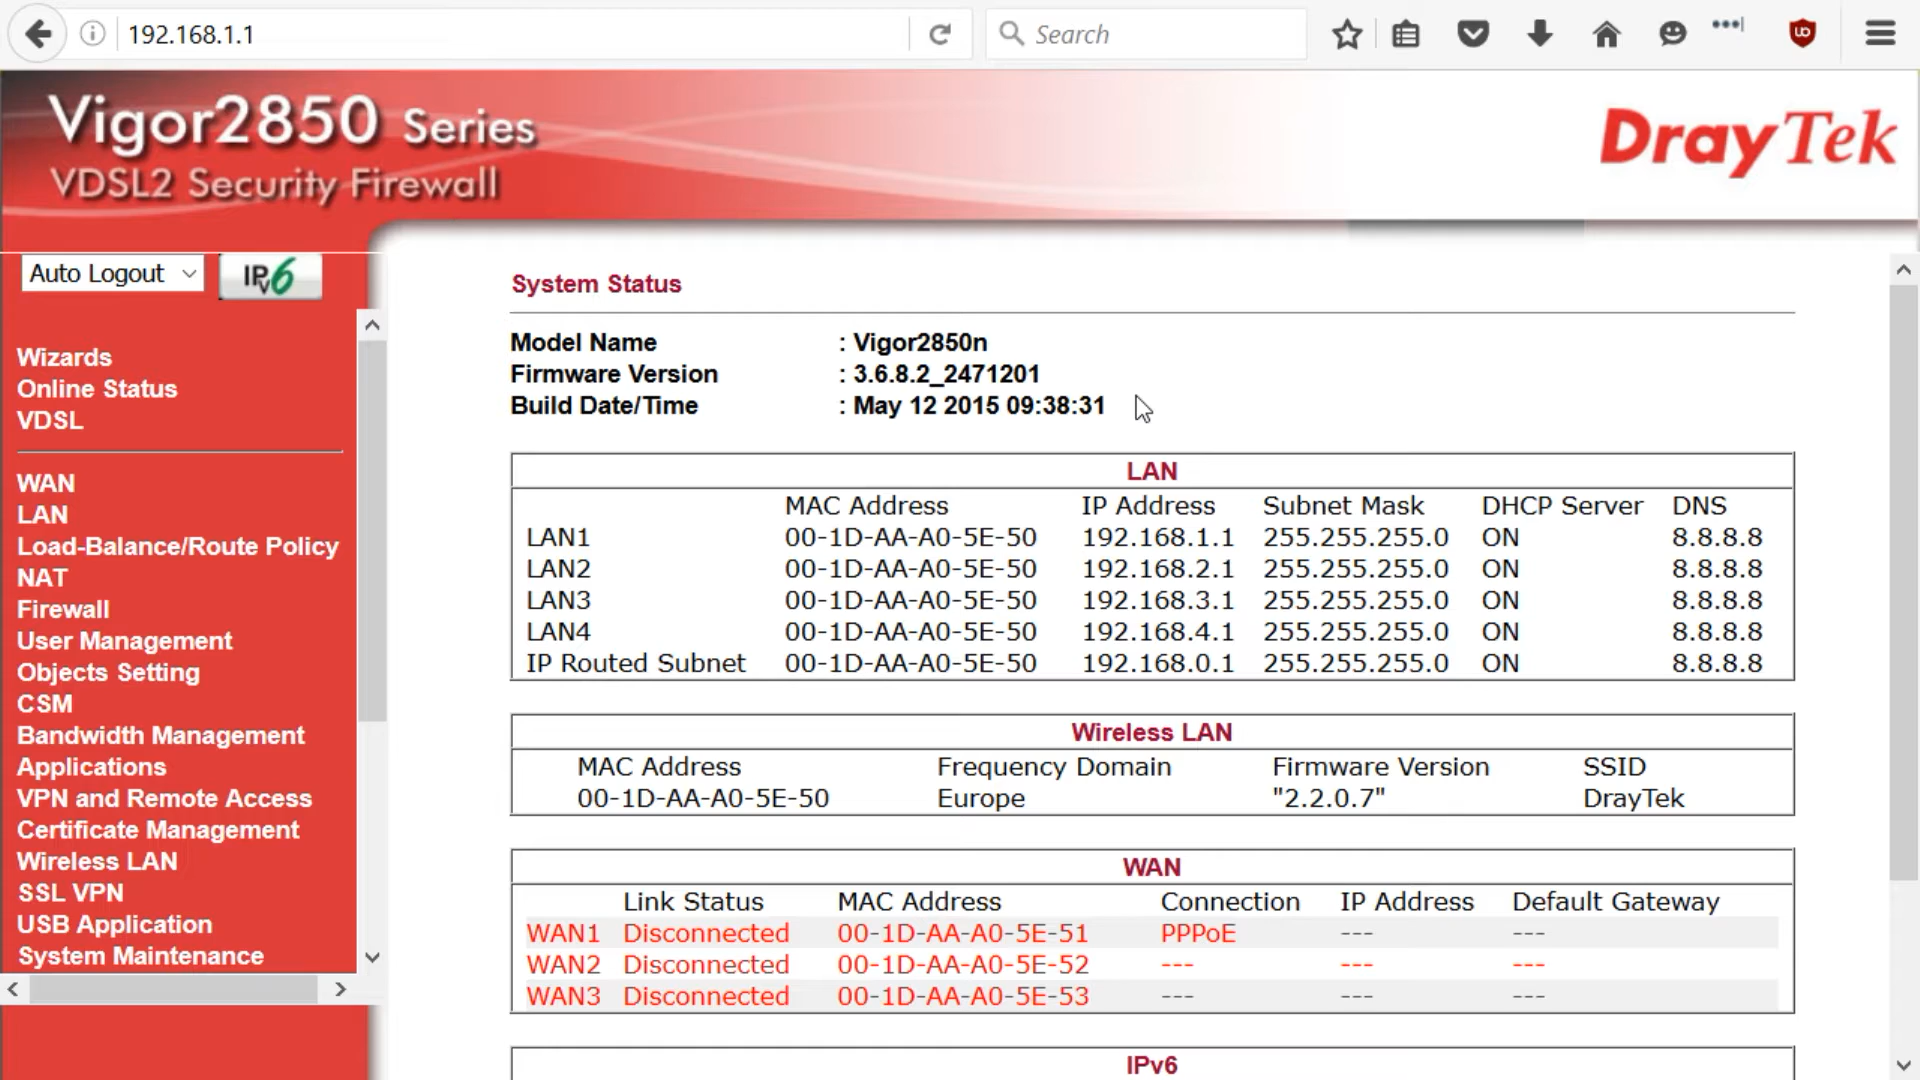 192.168.1.1
Search
Vigor2850 Series
VDSL2 Security Firewall
DrayTek
Auto Logout
IPv6
Wizards
Online Status
VDSL
WAN
LAN
Load-Balance/Route Policy
NAT
Firewall
User Management
Objects Setting
CSM
Bandwidth Management
Applications
VPN and Remote Access
Certificate Management
Wireless LAN
SSL VPN
USB Application
System Maintenance
System Status
Model Name : Vigor2850n
Firmware Version : 3.6.8.2_2471201
Build Date/Time : May 12 2015 09:38:31
LAN
MAC Address IP Address Subnet Mask DHCP Server DNS
LAN1 00-1D-AA-A0-5E-50 192.168.1.1 255.255.255.0 ON 8.8.8.8
LAN2 00-1D-AA-A0-5E-50 192.168.2.1 255.255.255.0 ON 8.8.8.8
LAN3 00-1D-AA-A0-5E-50 192.168.3.1 255.255.255.0 ON 8.8.8.8
LAN4 00-1D-AA-A0-5E-50 192.168.4.1 255.255.255.0 ON 8.8.8.8
IP Routed Subnet 00-1D-AA-A0-5E-50 192.168.0.1 255.255.255.0 ON 8.8.8.8
Wireless LAN
MAC Address Frequency Domain Firmware Version SSID
00-1D-AA-A0-5E-50 Europe "2.2.0.7" DrayTek
WAN
Link Status MAC Address Connection IP Address Default Gateway
WAN1 Disconnected 00-1D-AA-A0-5E-51 PPPoE --- ---
WAN2 Disconnected 00-1D-AA-A0-5E-52 --- --- ---
WAN3 Disconnected 00-1D-AA-A0-5E-53 --- --- ---
IPv6